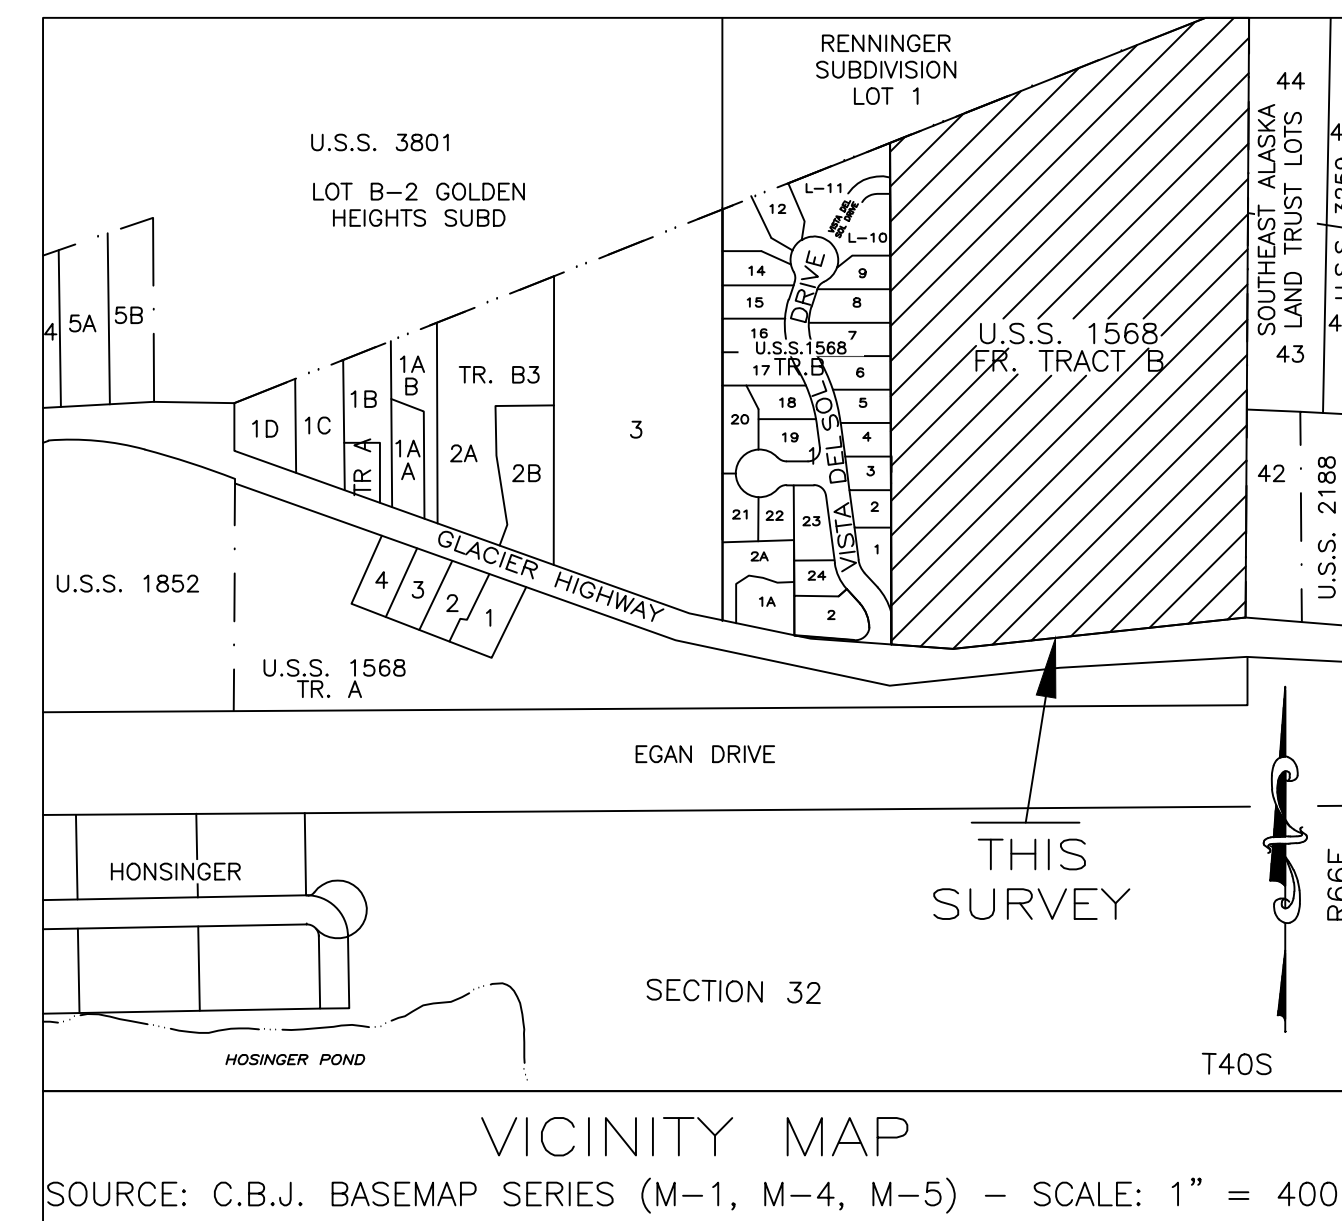 RENNINGER
SUBDIVISION
LOT 1
U.S.S. 3801
LOT B-2 GOLDEN
HEIGHTS SUBD
44
SOUTHEAST ALASKA
LAND TRUST LOTS
43
42
U.S.S. 2188
4
5A
5B
1D
1C
1B
TR A
1A
B
1A
A
TR. B3
2A
2B
3
12
L-11
VISTA DEL
SOL DRIVE
L-10
14
15
16
17
18
19
20
21
22
23
24
2A
1A
2
9
8
7
6
5
4
3
2
1
1
U.S.S.1568
TR.B
VISTA DEL SOL DRIVE
U.S.S. 1568
FR. TRACT B
GLACIER HIGHWAY
4
3
2
1
U.S.S. 1852
U.S.S. 1568
TR. A
EGAN DRIVE
THIS
SURVEY
HONSINGER
SECTION 32
HOSINGER POND
R66E
T40S
VICINITY MAP
SOURCE: C.B.J. BASEMAP SERIES (M-1, M-4, M-5) - SCALE: 1" = 400